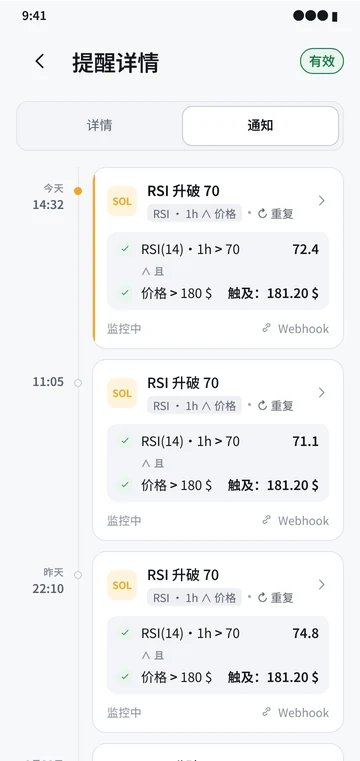 9:41
提醒详情
有效
详情
通知
今天
14:32
SOL
RSI 升破 70
RSI · 1h ∧ 价格 • 重复
RSI(14) · 1h > 70 72.4
∧ 且
价格 > 180 $ 触及：181.20 $
监控中 Webhook
11:05
SOL
RSI 升破 70
RSI · 1h ∧ 价格 • 重复
RSI(14) · 1h > 70 71.1
∧ 且
价格 > 180 $ 触及：181.20 $
监控中 Webhook
昨天
22:10
SOL
RSI 升破 70
RSI · 1h ∧ 价格 • 重复
RSI(14) · 1h > 70 74.8
∧ 且
价格 > 180 $ 触及：181.20 $
监控中 Webhook